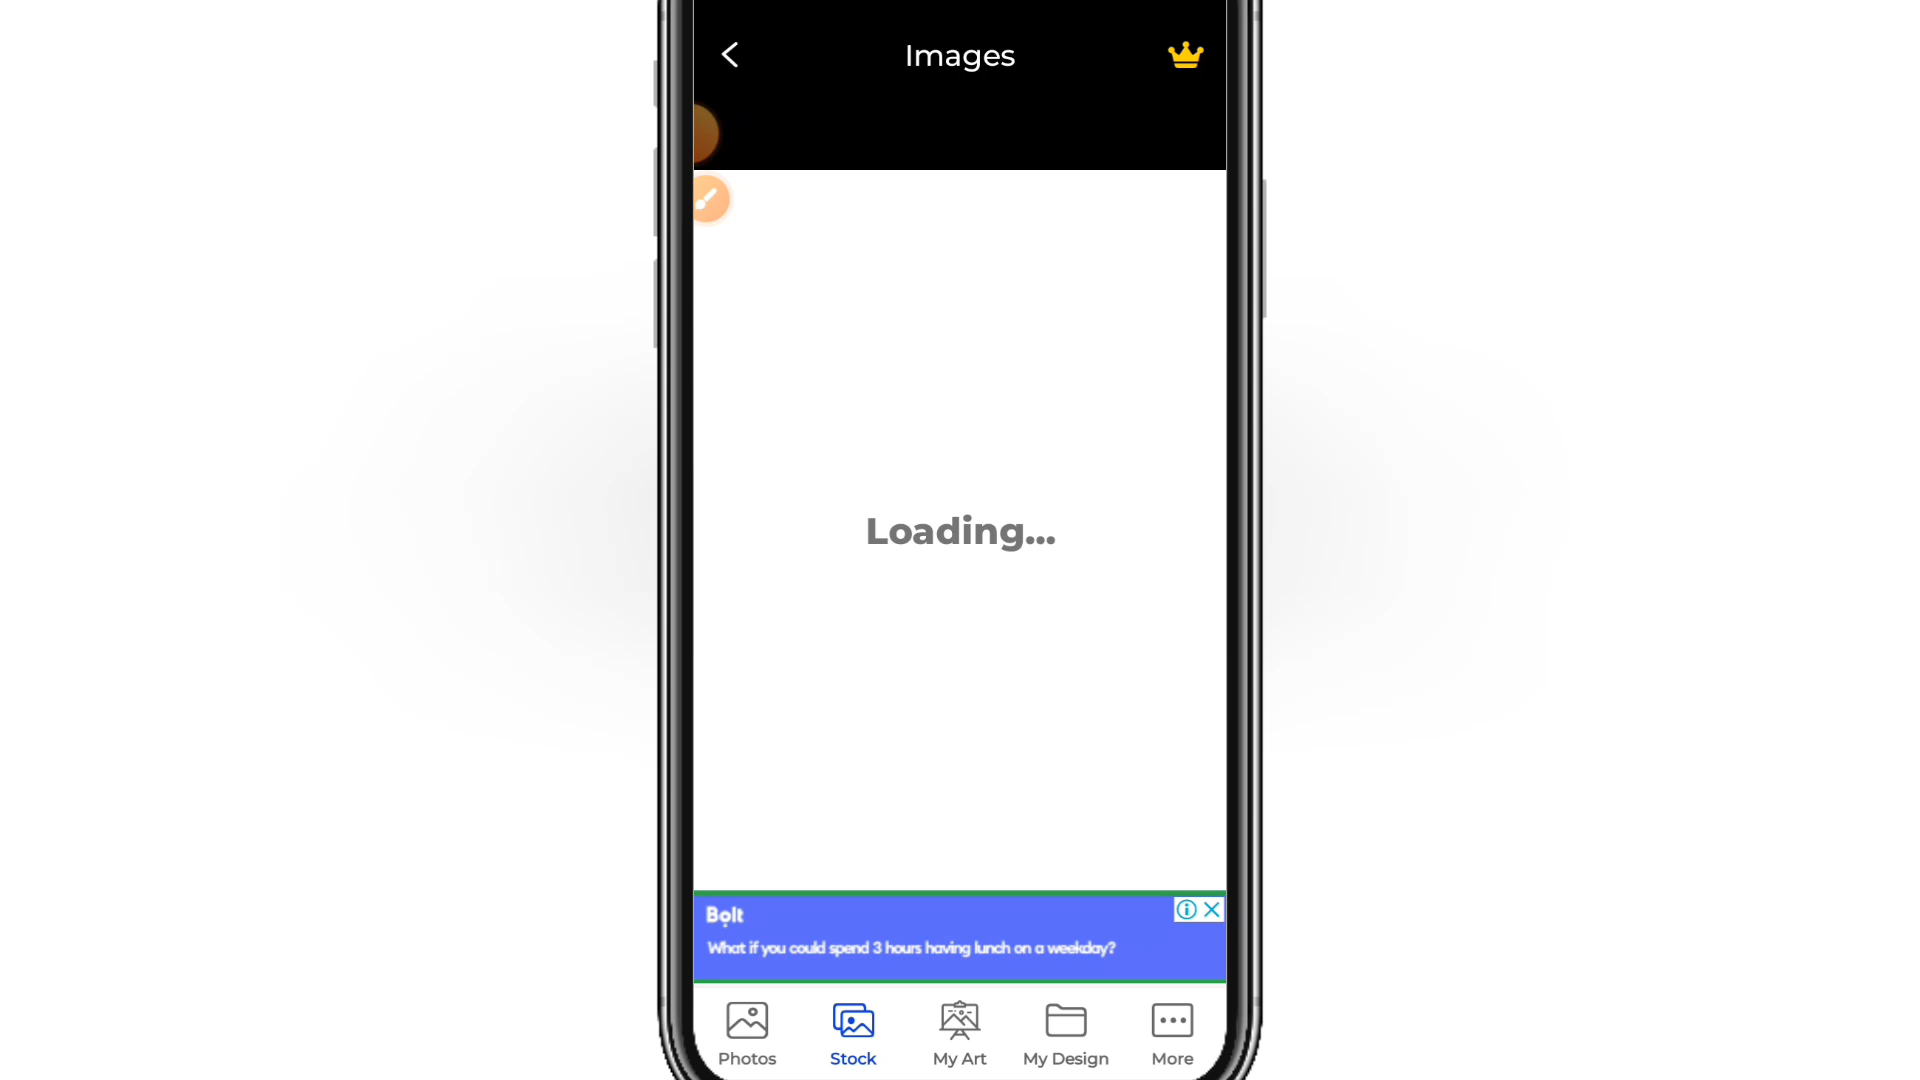 Images
Loading...
Bolt
What if you could spend 3 hours having lunch on a weekday?
Photos
Stock
My Art
My Design
More